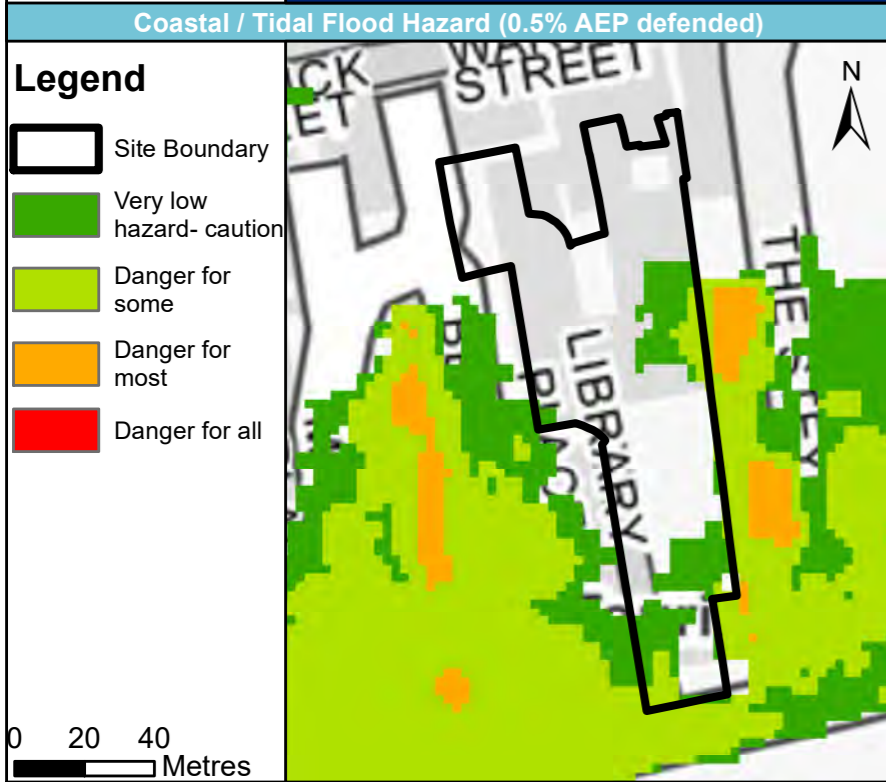 Coastal / Tidal Flood Hazard (0.5% AEP defended)
Legend
Site Boundary
Very low
hazard- caution
Danger for
some
Danger for
most
Danger for all
0 20 40
Metres
N
STREET
LIBRARY
THE